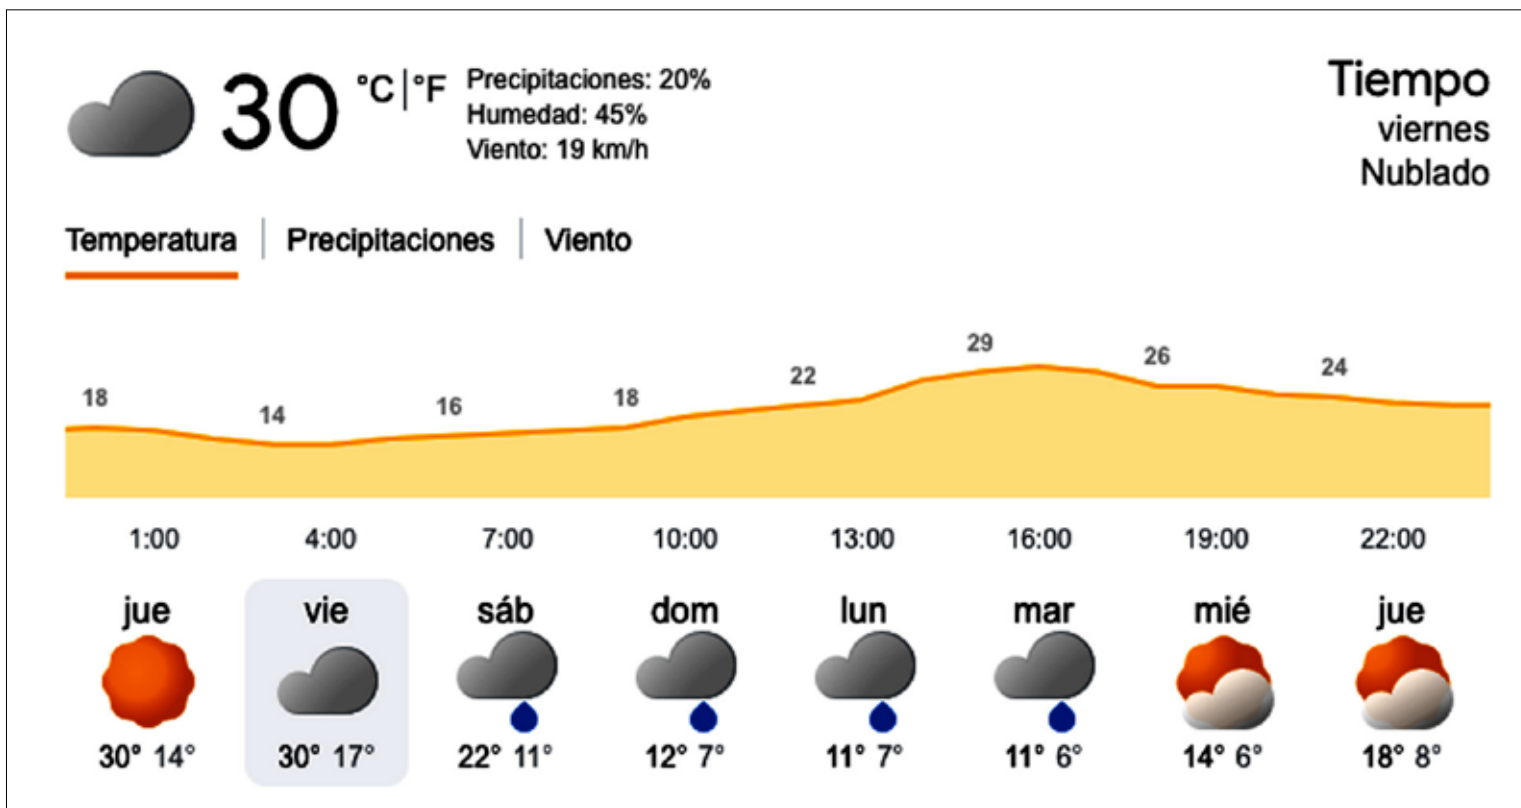 30 °C|°F
Precipitaciones: 20%
Humedad: 45%
Viento: 19 km/h
Tiempo
viernes
Nublado
Temperatura | Precipitaciones | Viento
18 14 16 18 22 29 26 24
1:00 4:00 7:00 10:00 13:00 16:00 19:00 22:00
jue vie sáb dom lun mar mié jue
30° 14° 30° 17° 22° 11° 12° 7° 11° 7° 11° 6° 14° 6° 18° 8°